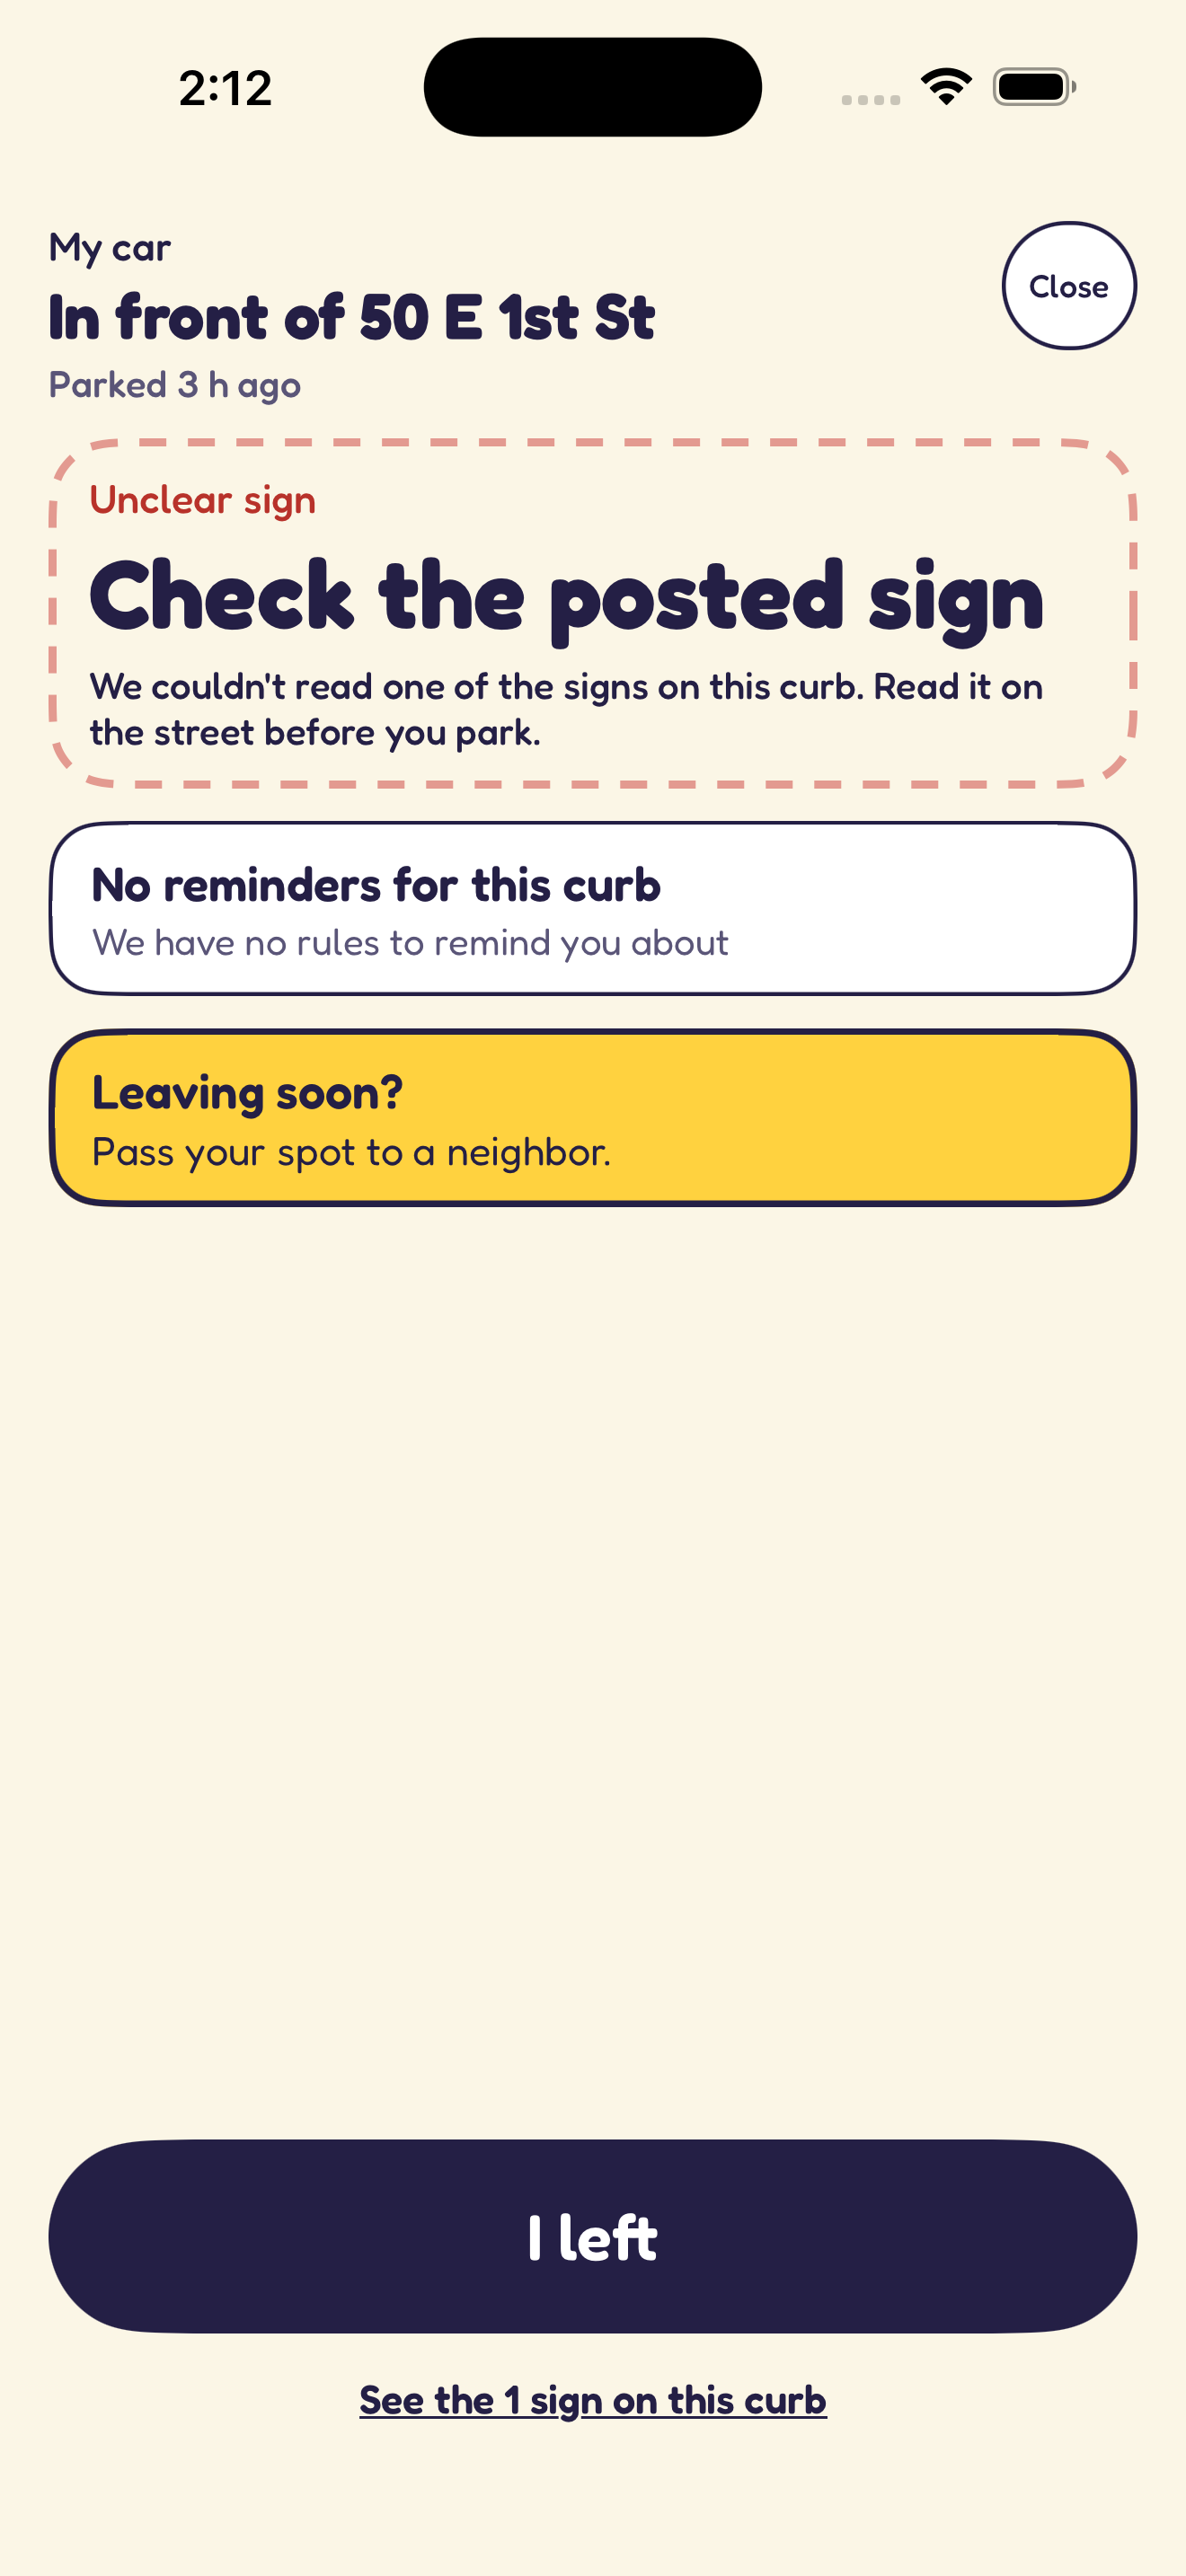 2:12
My car
In front of 50 E 1st St
Parked 3 h ago
Close
Unclear sign
Check the posted sign
We couldn't read one of the signs on this curb. Read it on
the street before you park.
No reminders for this curb
We have no rules to remind you about
Leaving soon?
Pass your spot to a neighbor.
I left
See the 1 sign on this curb